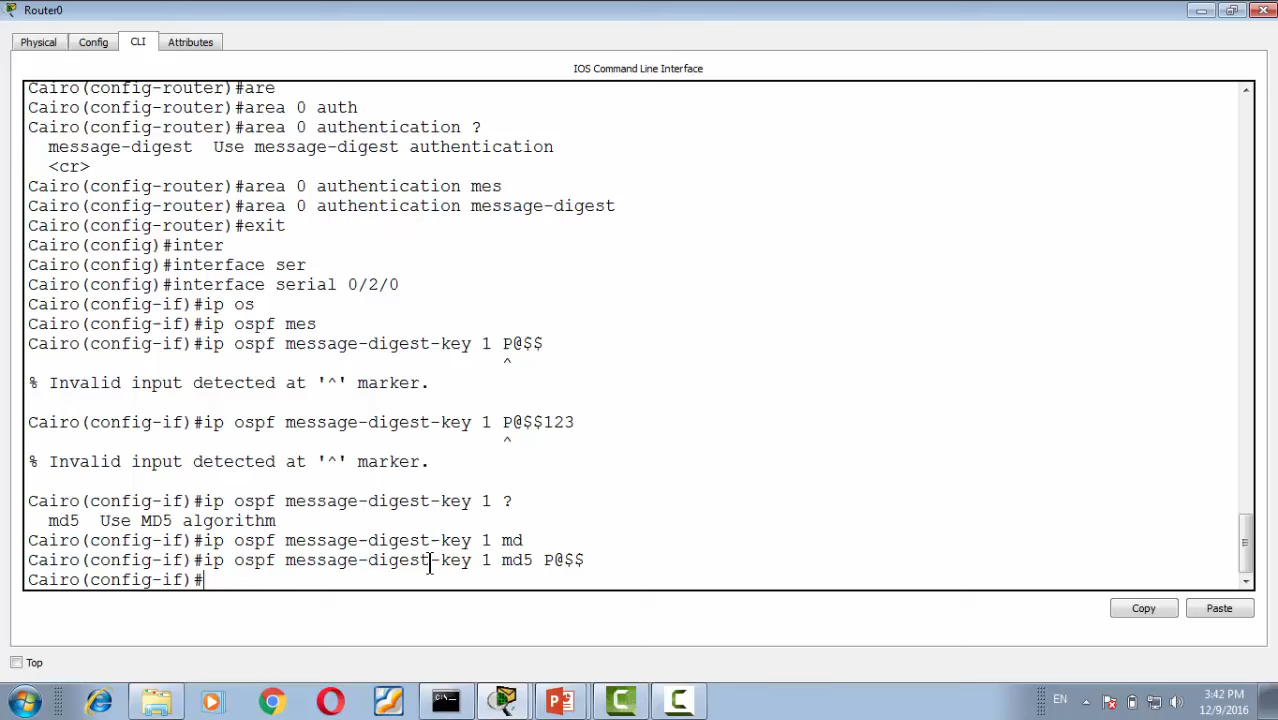 Router0
Physical
Config
CLI
Attributes
IOS Command Line Interface
Cairo(config-router)#are
Cairo(config-router)#area 0 auth
Cairo(config-router)#area 0 authentication ?
message-digest  Use message-digest authentication
<cr>
Cairo(config-router)#area 0 authentication mes
Cairo(config-router)#area 0 authentication message-digest
Cairo(config-router)#exit
Cairo(config)#inter
Cairo(config)#interface ser
Cairo(config)#interface serial 0/2/0
Cairo(config-if)#ip os
Cairo(config-if)#ip ospf mes
Cairo(config-if)#ip ospf message-digest-key 1 P@$$
^
% Invalid input detected at '^' marker.
Cairo(config-if)#ip ospf message-digest-key 1 P@$$123
^
% Invalid input detected at '^' marker.
Cairo(config-if)#ip ospf message-digest-key 1 ?
md5  Use MD5 algorithm
Cairo(config-if)#ip ospf message-digest-key 1 md
Cairo(config-if)#ip ospf message-digest-key 1 md5 P@$$
Cairo(config-if)#
Copy
Paste
Top
EN
3:42 PM
12/9/2016